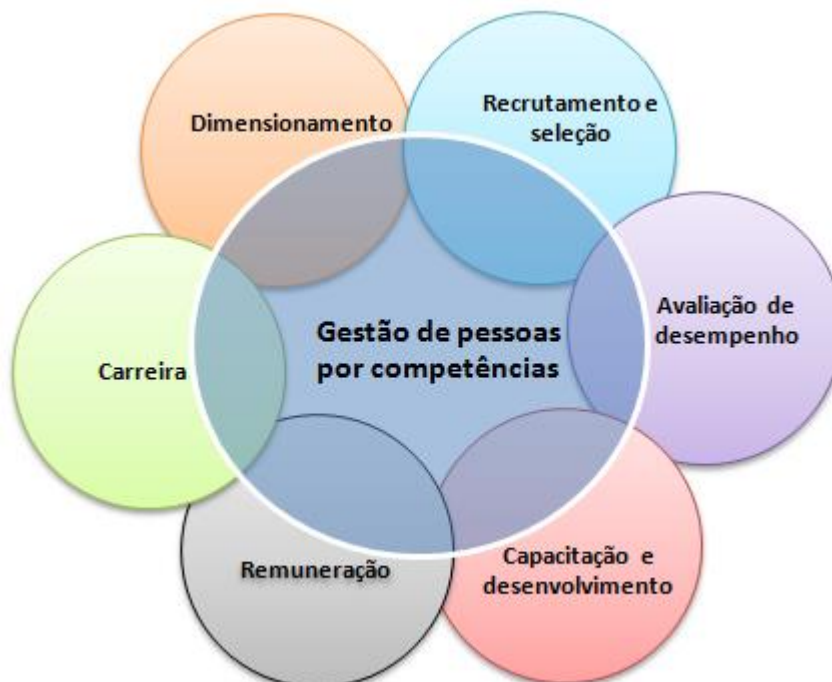 Dimensionamento
Recrutamento e
seleção
Avaliação de
desempenho
Gestão de pessoas
por competências
Carreira
Remuneração
Capacitação e
desenvolvimento